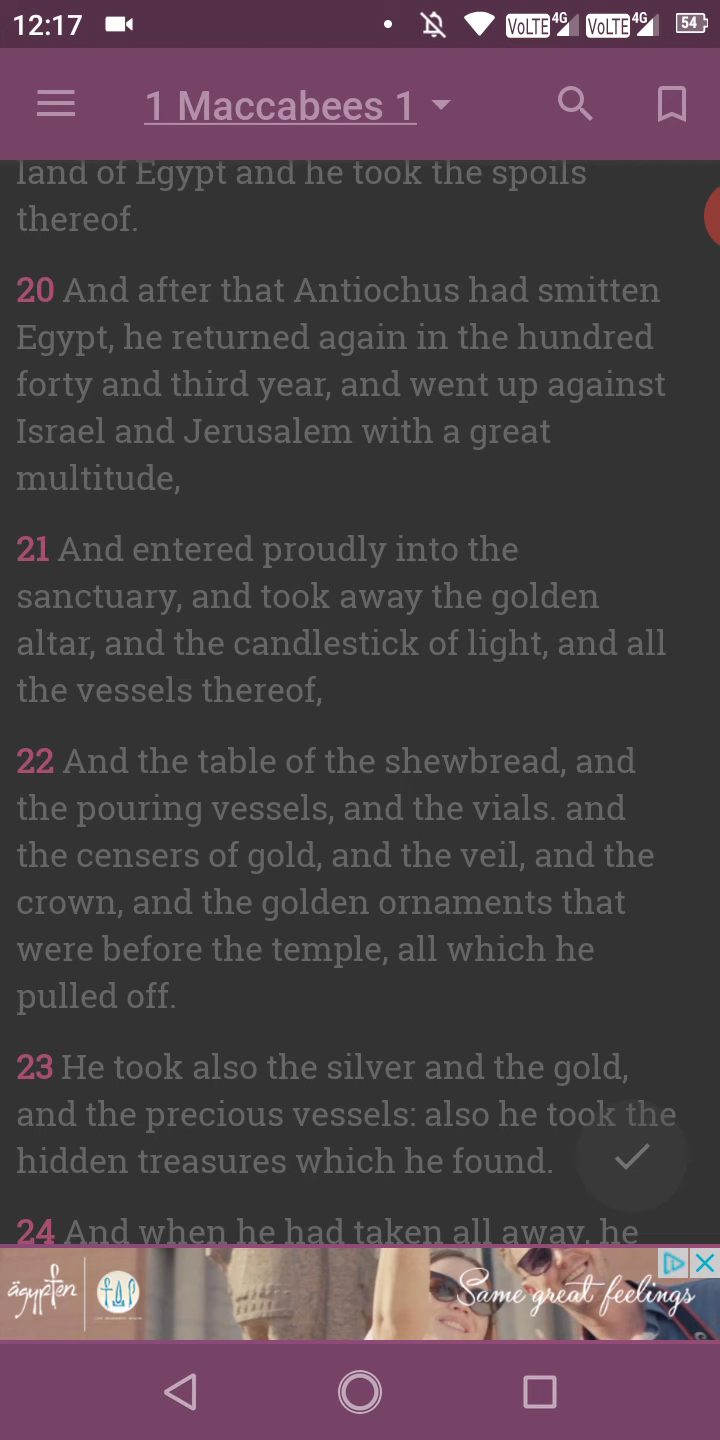 12:17
VoLTE 4G VoLTE 4G 54
1 Maccabees 1
land of Egypt and he took the spoils
thereof.
20 And after that Antiochus had smitten
Egypt, he returned again in the hundred
forty and third year, and went up against
Israel and Jerusalem with a great
multitude,
21 And entered proudly into the
sanctuary, and took away the golden
altar, and the candlestick of light, and all
the vessels thereof,
22 And the table of the shewbread, and
the pouring vessels, and the vials. and
the censers of gold, and the veil, and the
crown, and the golden ornaments that
were before the temple, all which he
pulled off.
23 He took also the silver and the gold,
and the precious vessels: also he took the
hidden treasures which he found.
24 And when he had taken all away, he
ägypten
Same great feelings